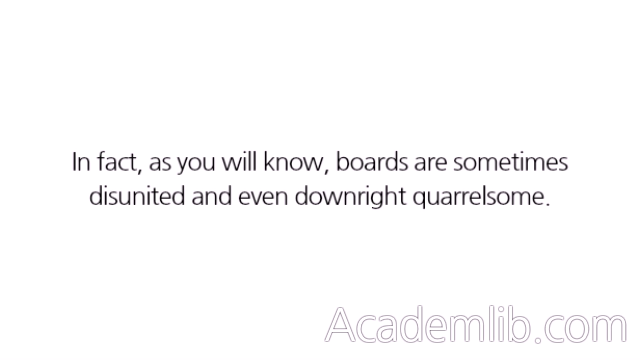 In fact, as you will know, boards are sometimes
disunited and even downright quarrelsome.
Academlib.com